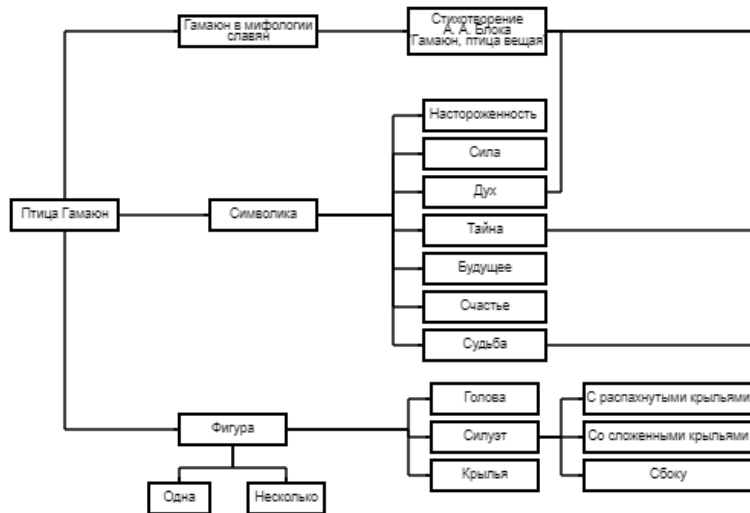 Гамаюн в мифологии
славян
Стихотворение
А. А. Блока
"Гамаюн, птица вещая"
Настороженность
Сила
Дух
Птица Гамаюн
Символика
Тайна
Будущее
Счастье
Судьба
Фигура
Голова
Силуэт
Крылья
С распахнутыми крыльями
Со сложенными крыльями
Сбоку
Одна
Несколько